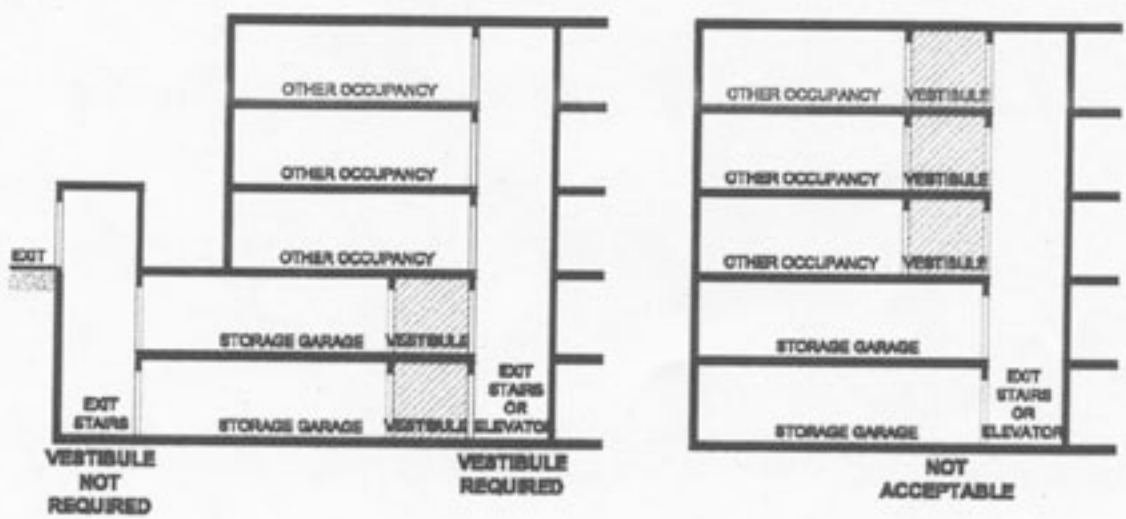 OTHER OCCUPANCY
OTHER OCCUPANCY
EXIT
OTHER OCCUPANCY
STORAGE GARAGE VESTIBULE
EXIT
STAIRS
STORAGE GARAGE VESTIBULE
EXIT
STAIRS
OR
ELEVATOR
VESTIBULE
NOT
REQUIRED
VESTIBULE
REQUIRED
OTHER OCCUPANCY VESTIBULE
OTHER OCCUPANCY VESTIBULE
OTHER OCCUPANCY VESTIBULE
STORAGE GARAGE
STORAGE GARAGE
EXIT
STAIRS
OR
ELEVATOR
NOT
ACCEPTABLE